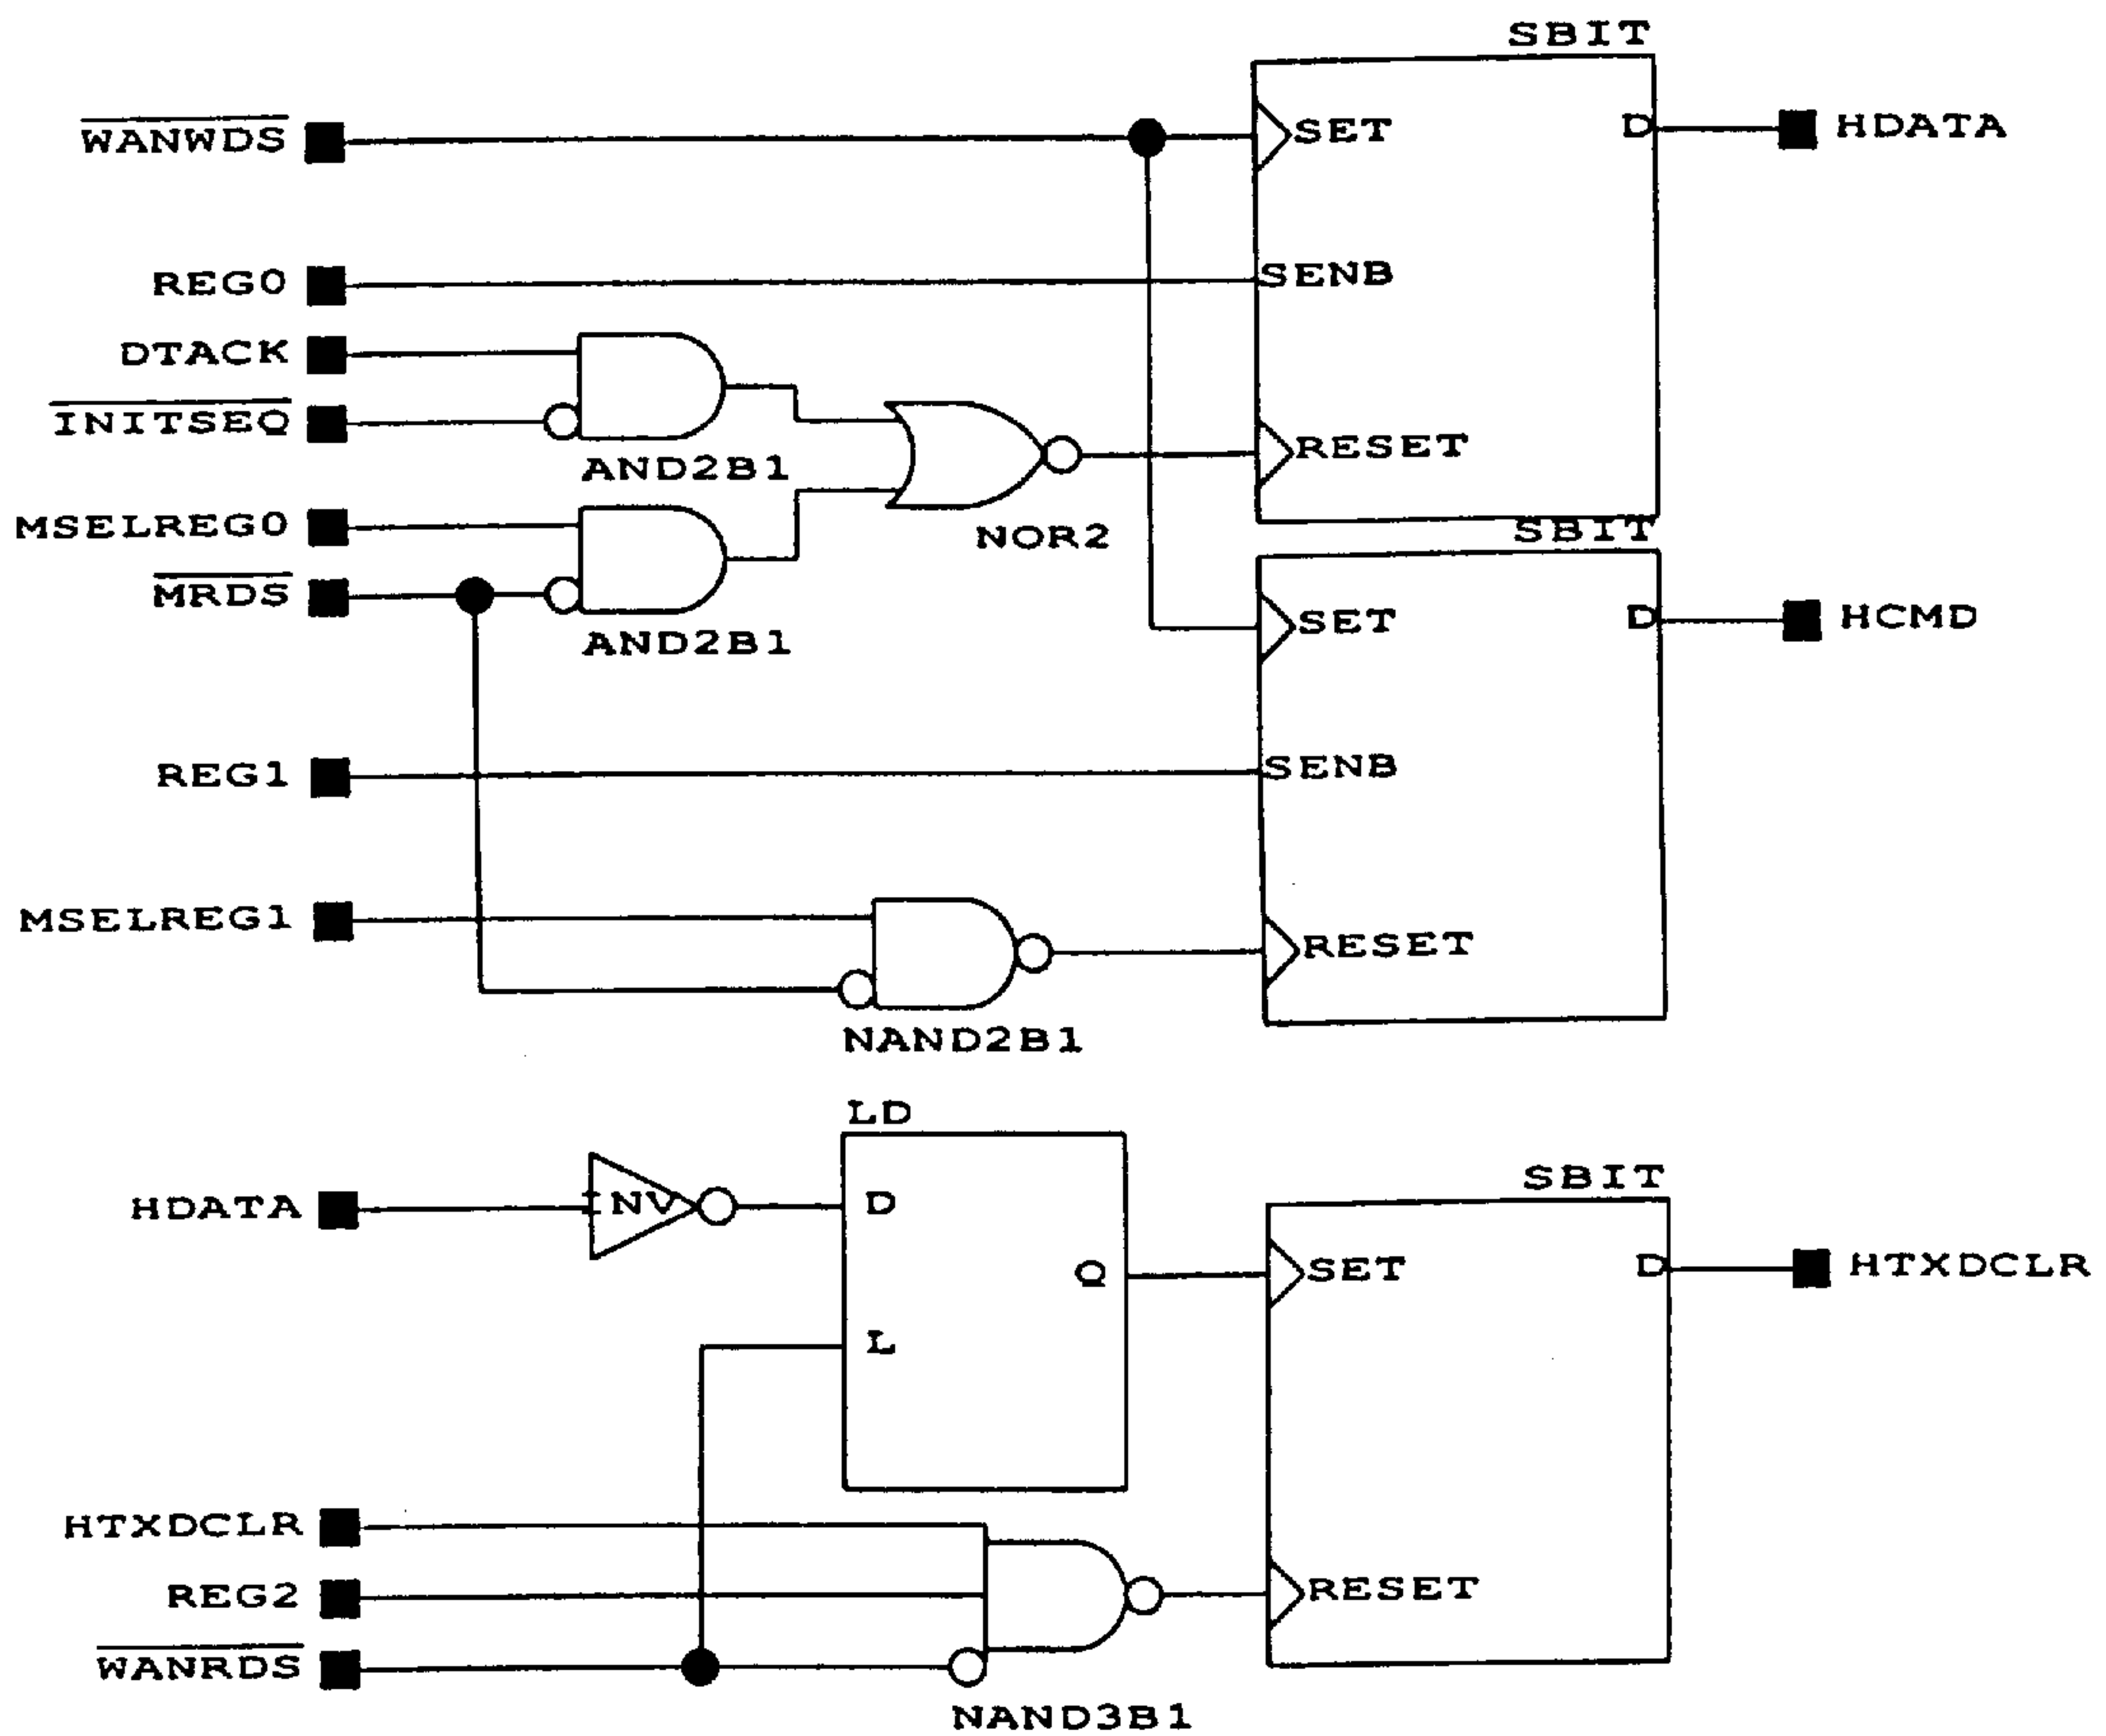 SBIT
WANWDS
SET
D
HDATA
REG0
SENB
DTACK
INITSEQ
AND2B1
RESET
MSELREG0
NOR2
SBIT
MRDS
AND2B1
SET
D
HCMD
REG1
SENB
MSELREG1
RESET
NAND2B1
LD
SBIT
HDATA
INV
D
Q
SET
D
HTXDCLR
L
HTXDCLR
REG2
RESET
WANRDS
NAND3B1